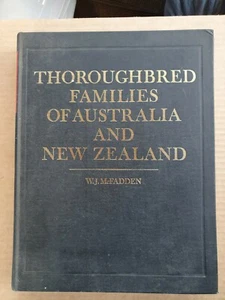 THOROUGHBRED
FAMILIES
OF AUSTRALIA
AND
NEW ZEALAND
W.J. McFADDEN